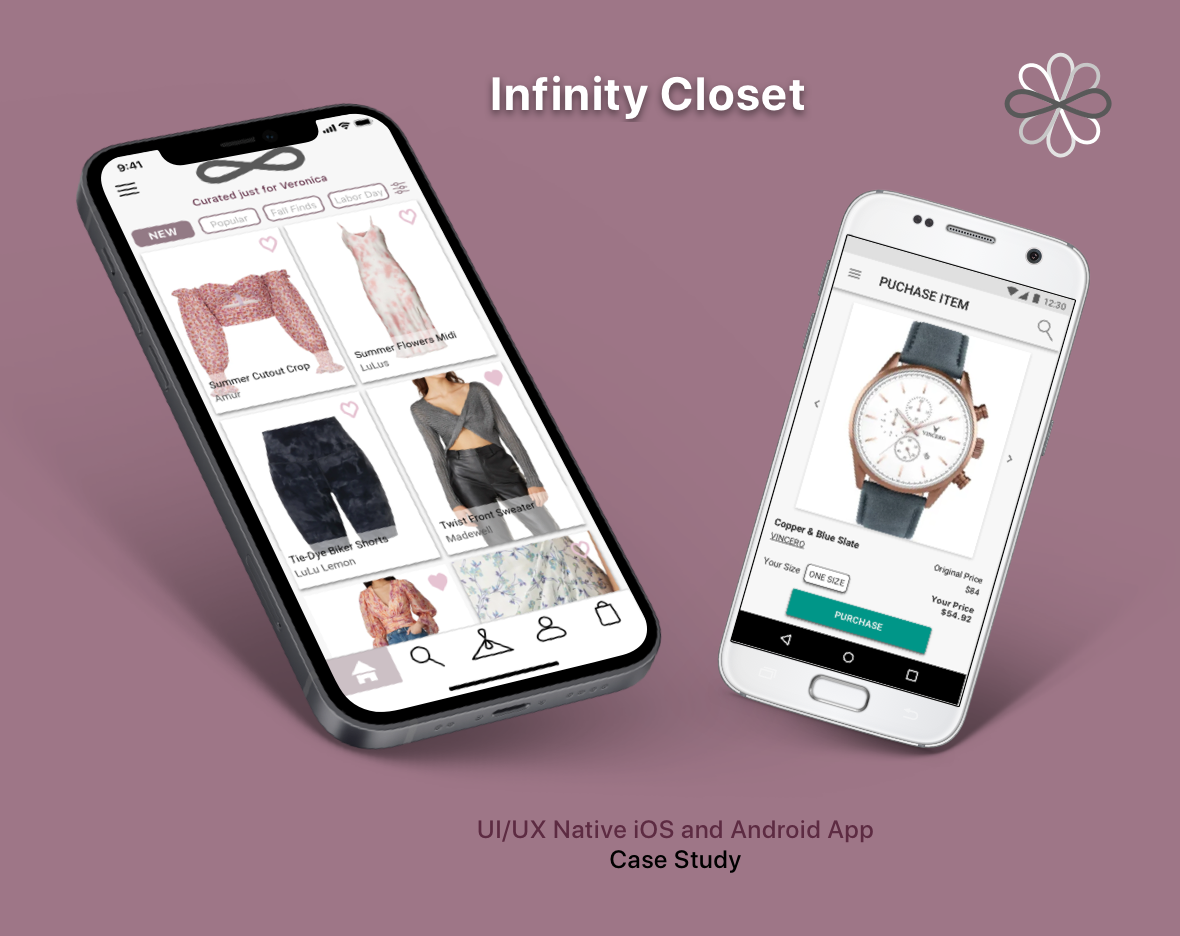 Infinity Closet
9:41
Curated just for Veronica
NEW
Popular
Fall Finds
Labor Day
Summer Cutout Crop
Amur
Summer Flowers Midi
LuLus
Tie-Dye Biker Shorts
LuLu Lemon
Twist Front Sweater
Madewell
12:30
PUCHASE ITEM
VINCERO
Copper & Blue Slate
VINCERO
Your Size
ONE SIZE
Original Price
$84
Your Price
$54.92
PURCHASE
UI/UX Native iOS and Android App
Case Study